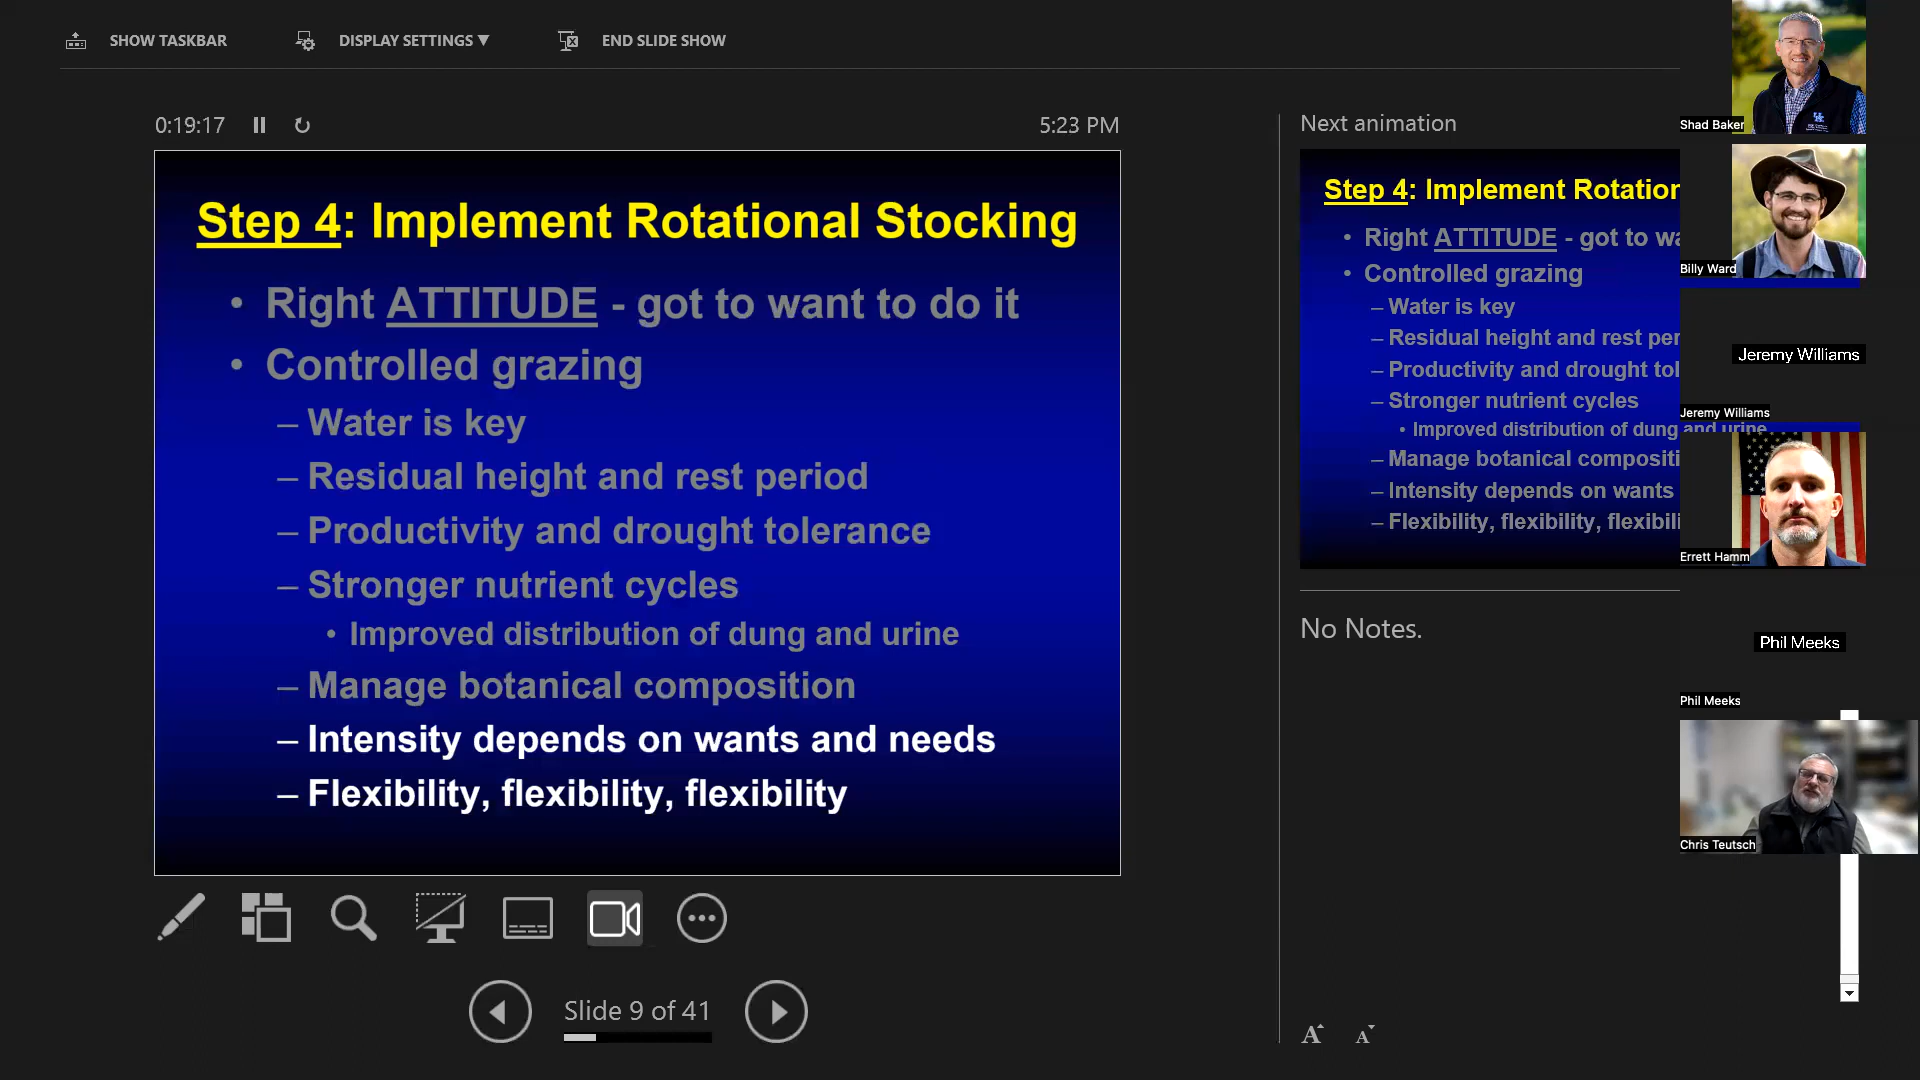 SHOW TASKBAR
DISPLAY SETTINGS ▼
END SLIDE SHOW
0:19:17
5:23 PM
Step 4: Implement Rotational Stocking
• Right ATTITUDE - got to want to do it
• Controlled grazing
– Water is key
– Residual height and rest period
– Productivity and drought tolerance
– Stronger nutrient cycles
• Improved distribution of dung and urine
– Manage botanical composition
– Intensity depends on wants and needs
– Flexibility, flexibility, flexibility
Slide 9 of 41
Next animation
Step 4: Implement Rotation
• Right ATTITUDE - got to wa
• Controlled grazing
– Water is key
– Residual height and rest per
– Productivity and drought tol
– Stronger nutrient cycles
• Improved distribution of dung and urine
– Manage botanical compositi
– Intensity depends on wants
– Flexibility, flexibility, flexibili
No Notes.
A A
Shad Baker
UK
Billy Ward
Jeremy Williams
Jeremy Williams
Errett Hamm
Phil Meeks
Phil Meeks
Chris Teutsch